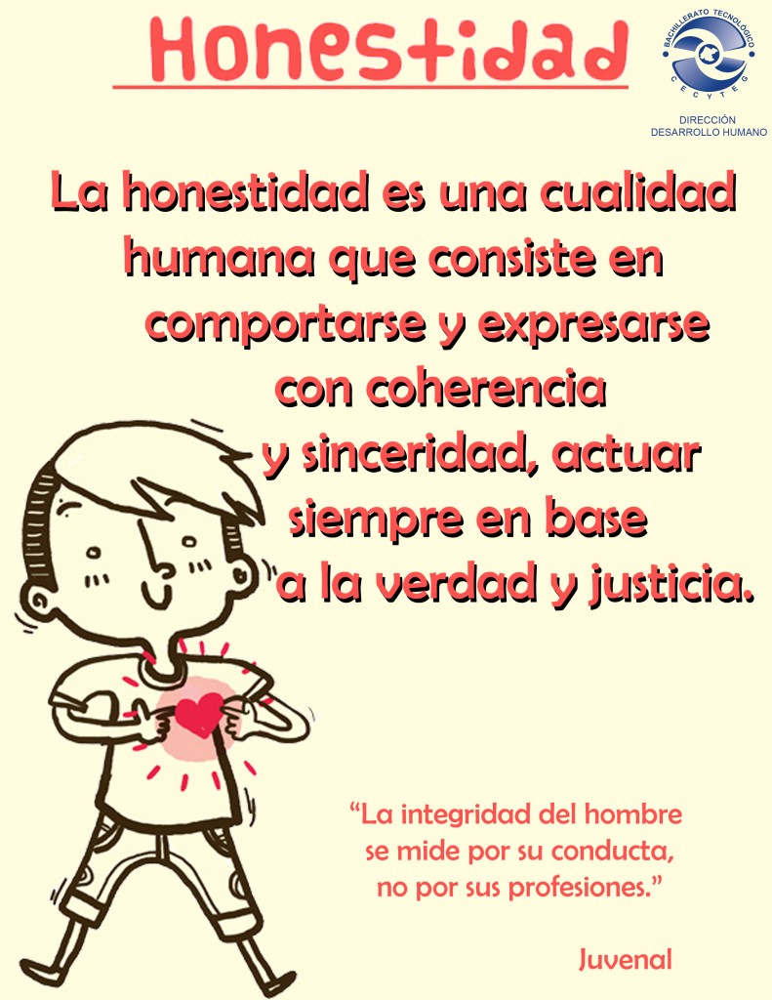 Honestidad
BACHILLERATO TECNOLÓGICO
CECYTEG
DIRECCIÓN
DESARROLLO HUMANO
La honestidad es una cualidad
humana que consiste en
comportarse y expresarse
con coherencia
y sinceridad, actuar
siempre en base
a la verdad y justicia.
“La integridad del hombre
se mide por su conducta,
no por sus profesiones.”
Juvenal